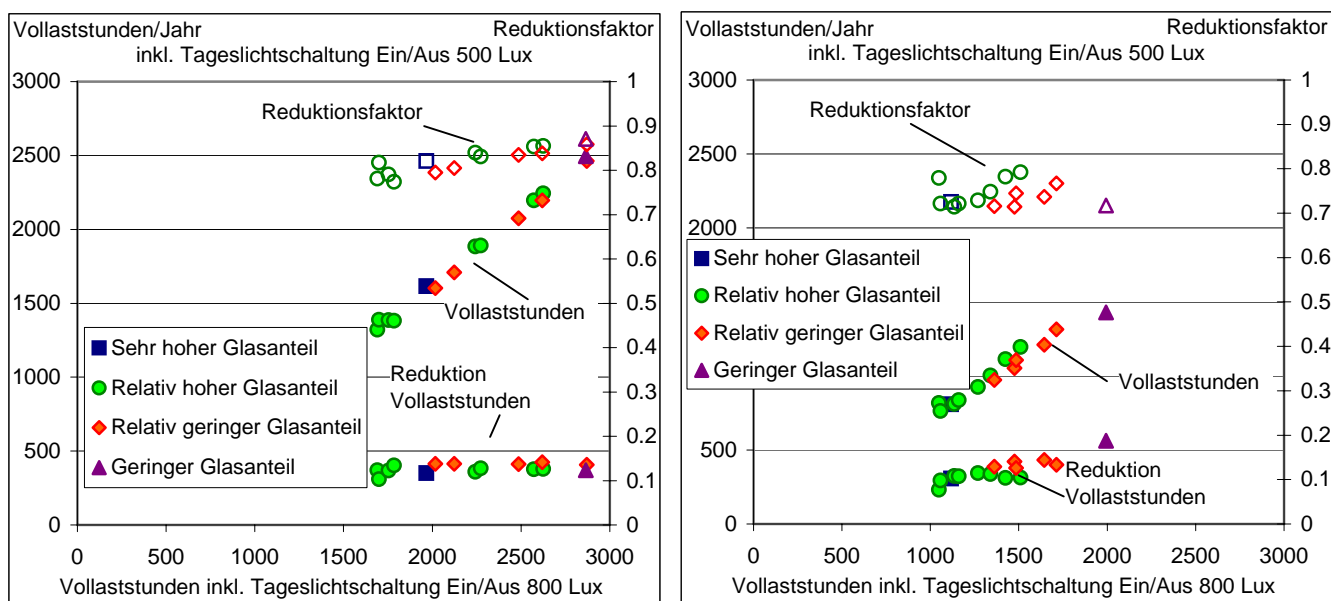 Vollaststunden/Jahr Reduktionsfaktor
inkl. Tageslichtschaltung Ein/Aus 500 Lux
3000
2500
2000
1500
1000
500
0
1
0.9
0.8
0.7
0.6
0.5
0.4
0.3
0.2
0.1
0
Reduktionsfaktor
Vollaststunden
Reduktion
Vollaststunden
Sehr hoher Glasanteil
Relativ hoher Glasanteil
Relativ geringer Glasanteil
Geringer Glasanteil
0 500 1000 1500 2000 2500 3000
Vollaststunden inkl. Tageslichtschaltung Ein/Aus 800 Lux
Vollaststunden/Jahr Reduktionsfaktor
inkl. Tageslichtschaltung Ein/Aus 500 Lux
3000
2500
2000
500
0
1
0.9
0.8
0.7
0.6
0.5
0.4
0.3
0.2
0.1
0
Reduktionsfaktor
Sehr hoher Glasanteil
Relativ hoher Glasanteil
Relativ geringer Glasanteil
Geringer Glasanteil
Vollaststunden
Reduktion
Vollaststunden
0 500 1000 1500 2000 2500 3000
Vollaststunden inkl. Tageslichtschaltung Ein/Aus 800 Lux